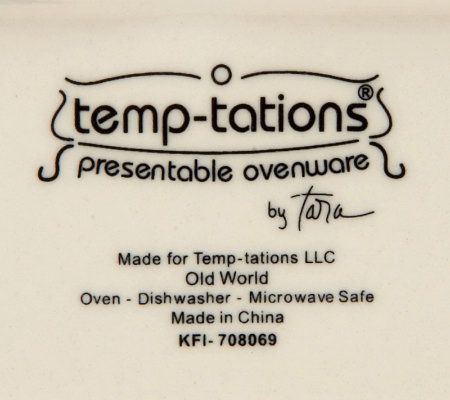 temp-tations®
presentable ovenware
by Tara
Made for Temp-tations LLC
Old World
Oven - Dishwasher - Microwave Safe
Made in China
KFI- 708069